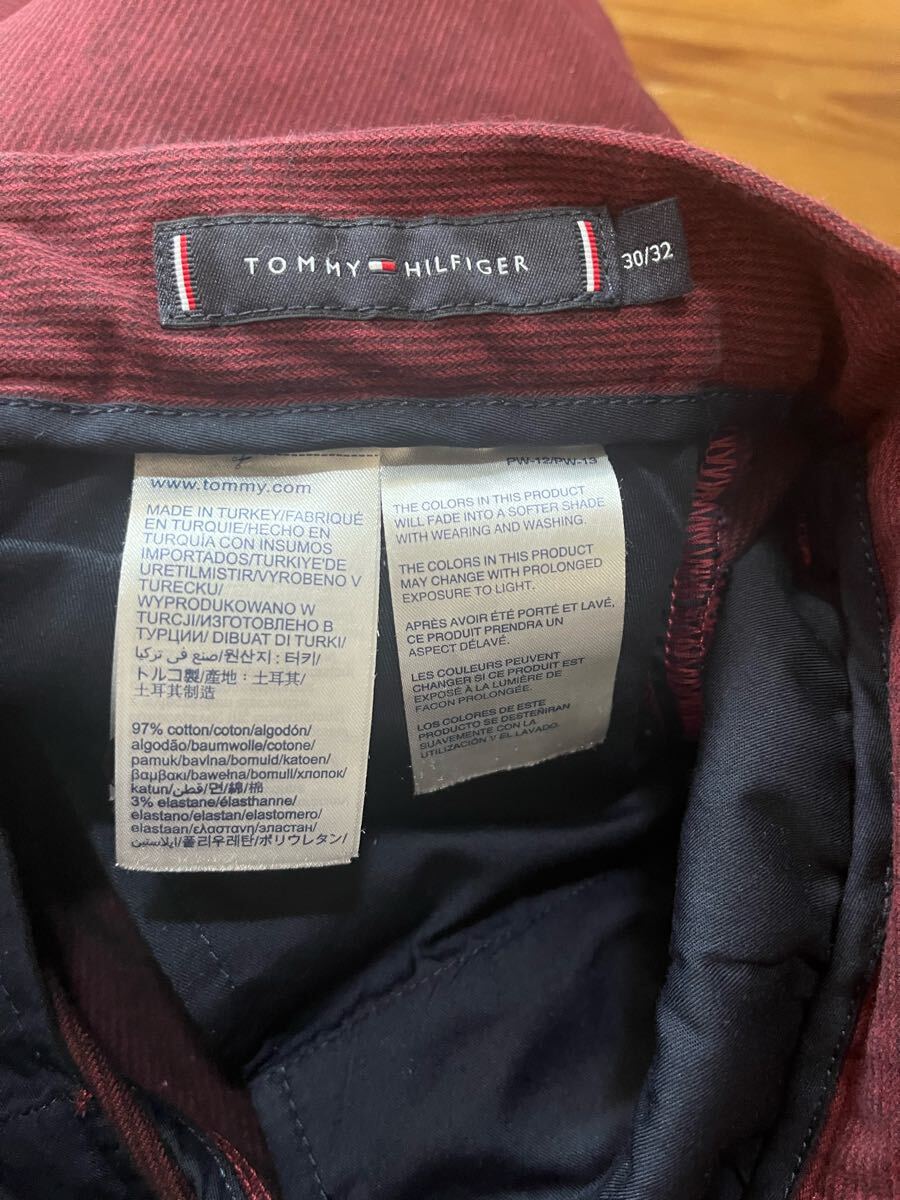 TOMMY HILFIGER
30/32
www.tommy.com
MADE IN TURKEY/FABRIQUÉ
EN TURQUIE/HECHO EN
TURQUÍA CON INSUMOS
IMPORTADOS/TURKIYE'DE
URETILMISTIR/VYROBENO V
TURECKU/
WYPRODUKOWANO W
TURCJI/ИЗГОТОВЛЕНО В
ТУРЦИИ/ DIBUAT DI TURKI/
صنع في تركيا/원산지 : 터키/
トルコ製/產地：土耳其/
土耳其制造
97% cotton/coton/algodón/
algodão/baumwolle/cotone/
pamuk/bavlna/bomuld/katoen/
βαμβακι/bawełna/bomull/хлопок/
katun/قطن/면/綿/棉
3% elastane/élasthanne/
elastano/elastan/elastomero/
elastaan/ελαστανη/эластан/
ايلاستين/폴리우레탄/ポリウレタン/
PW-12/PW-13
THE COLORS IN THIS PRODUCT
WILL FADE INTO A SOFTER SHADE
WITH WEARING AND WASHING.
THE COLORS IN THIS PRODUCT
MAY CHANGE WITH PROLONGED
EXPOSURE TO LIGHT.
APRÈS AVOIR ÉTÉ PORTÉ ET LAVÉ,
CE PRODUIT PRENDRA UN
ASPECT DÉLAVÉ.
LES COULEURS PEUVENT
CHANGER SI CE PRODUIT EST
EXPOSÉ À LA LUMIÈRE DE
FACON PROLONGÉE.
LOS COLORES DE ESTE
PRODUCTO SE DESTEÑIRAN
SUAVEMENTE CON LA
UTILIZACIÓN Y EL LAVADO.